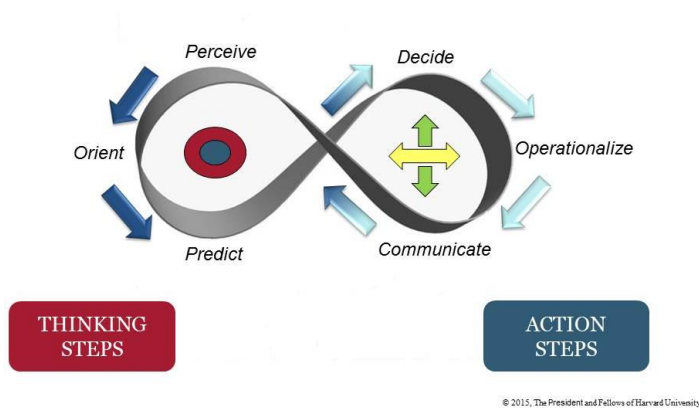 Perceive
Decide
Orient
Operationalize
Predict
Communicate
THINKING
STEPS
ACTION
STEPS
© 2015, The President and Fellows of Harvard University